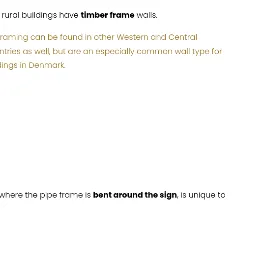 rural buildings have timber frame walls.
raming can be found in other Western and Central
ntries as well, but are an especially common wall type for
dings in Denmark.
where the pipe frame is bent around the sign, is unique to